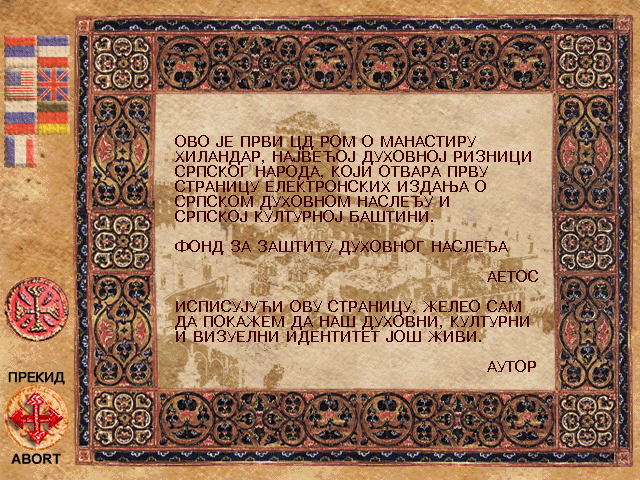 ОВО ЈЕ ПРВИ ЦД РОМ О МАНАСТИРУ
ХИЛАНДАР, НАЈВЕЋОЈ ДУХОВНОЈ РИЗНИЦИ
СРПСКОГ НАРОДА, КОЈИ ОТВАРА ПРВУ
СТРАНИЦУ ЕЛЕКТРОНСКИХ ИЗДАЊА О
СРПСКОМ ДУХОВНОМ НАСЛЕЂУ И
СРПСКОЈ КУЛТУРНОЈ БАШТИНИ.
ФОНД ЗА ЗАШТИТУ ДУХОВНОГ НАСЛЕЂА
АЕТОС
ИСПИСУЈУЋИ ОВУ СТРАНИЦУ, ЖЕЛЕО САМ
ДА ПОКАЖЕМ ДА НАШ ДУХОВНИ, КУЛТУРНИ
И ВИЗУЕЛНИ ИДЕНТИТЕТ ЈОШ ЖИВИ.
АУТОР
ПРЕКИД
ABORT